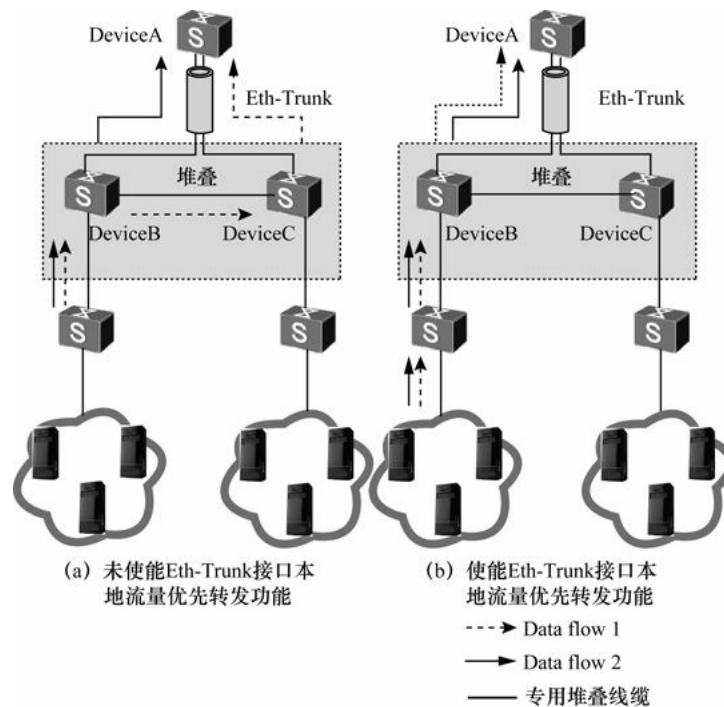 DeviceA
S
Eth-Trunk
堆叠
S
S
DeviceB
DeviceC
S
S
(a) 未使能Eth-Trunk接口本
地流量优先转发功能
DeviceA
S
Eth-Trunk
堆叠
S
S
DeviceB
DeviceC
S
S
(b) 使能Eth-Trunk接口本
地流量优先转发功能
Data flow 1
Data flow 2
专用堆叠线缆